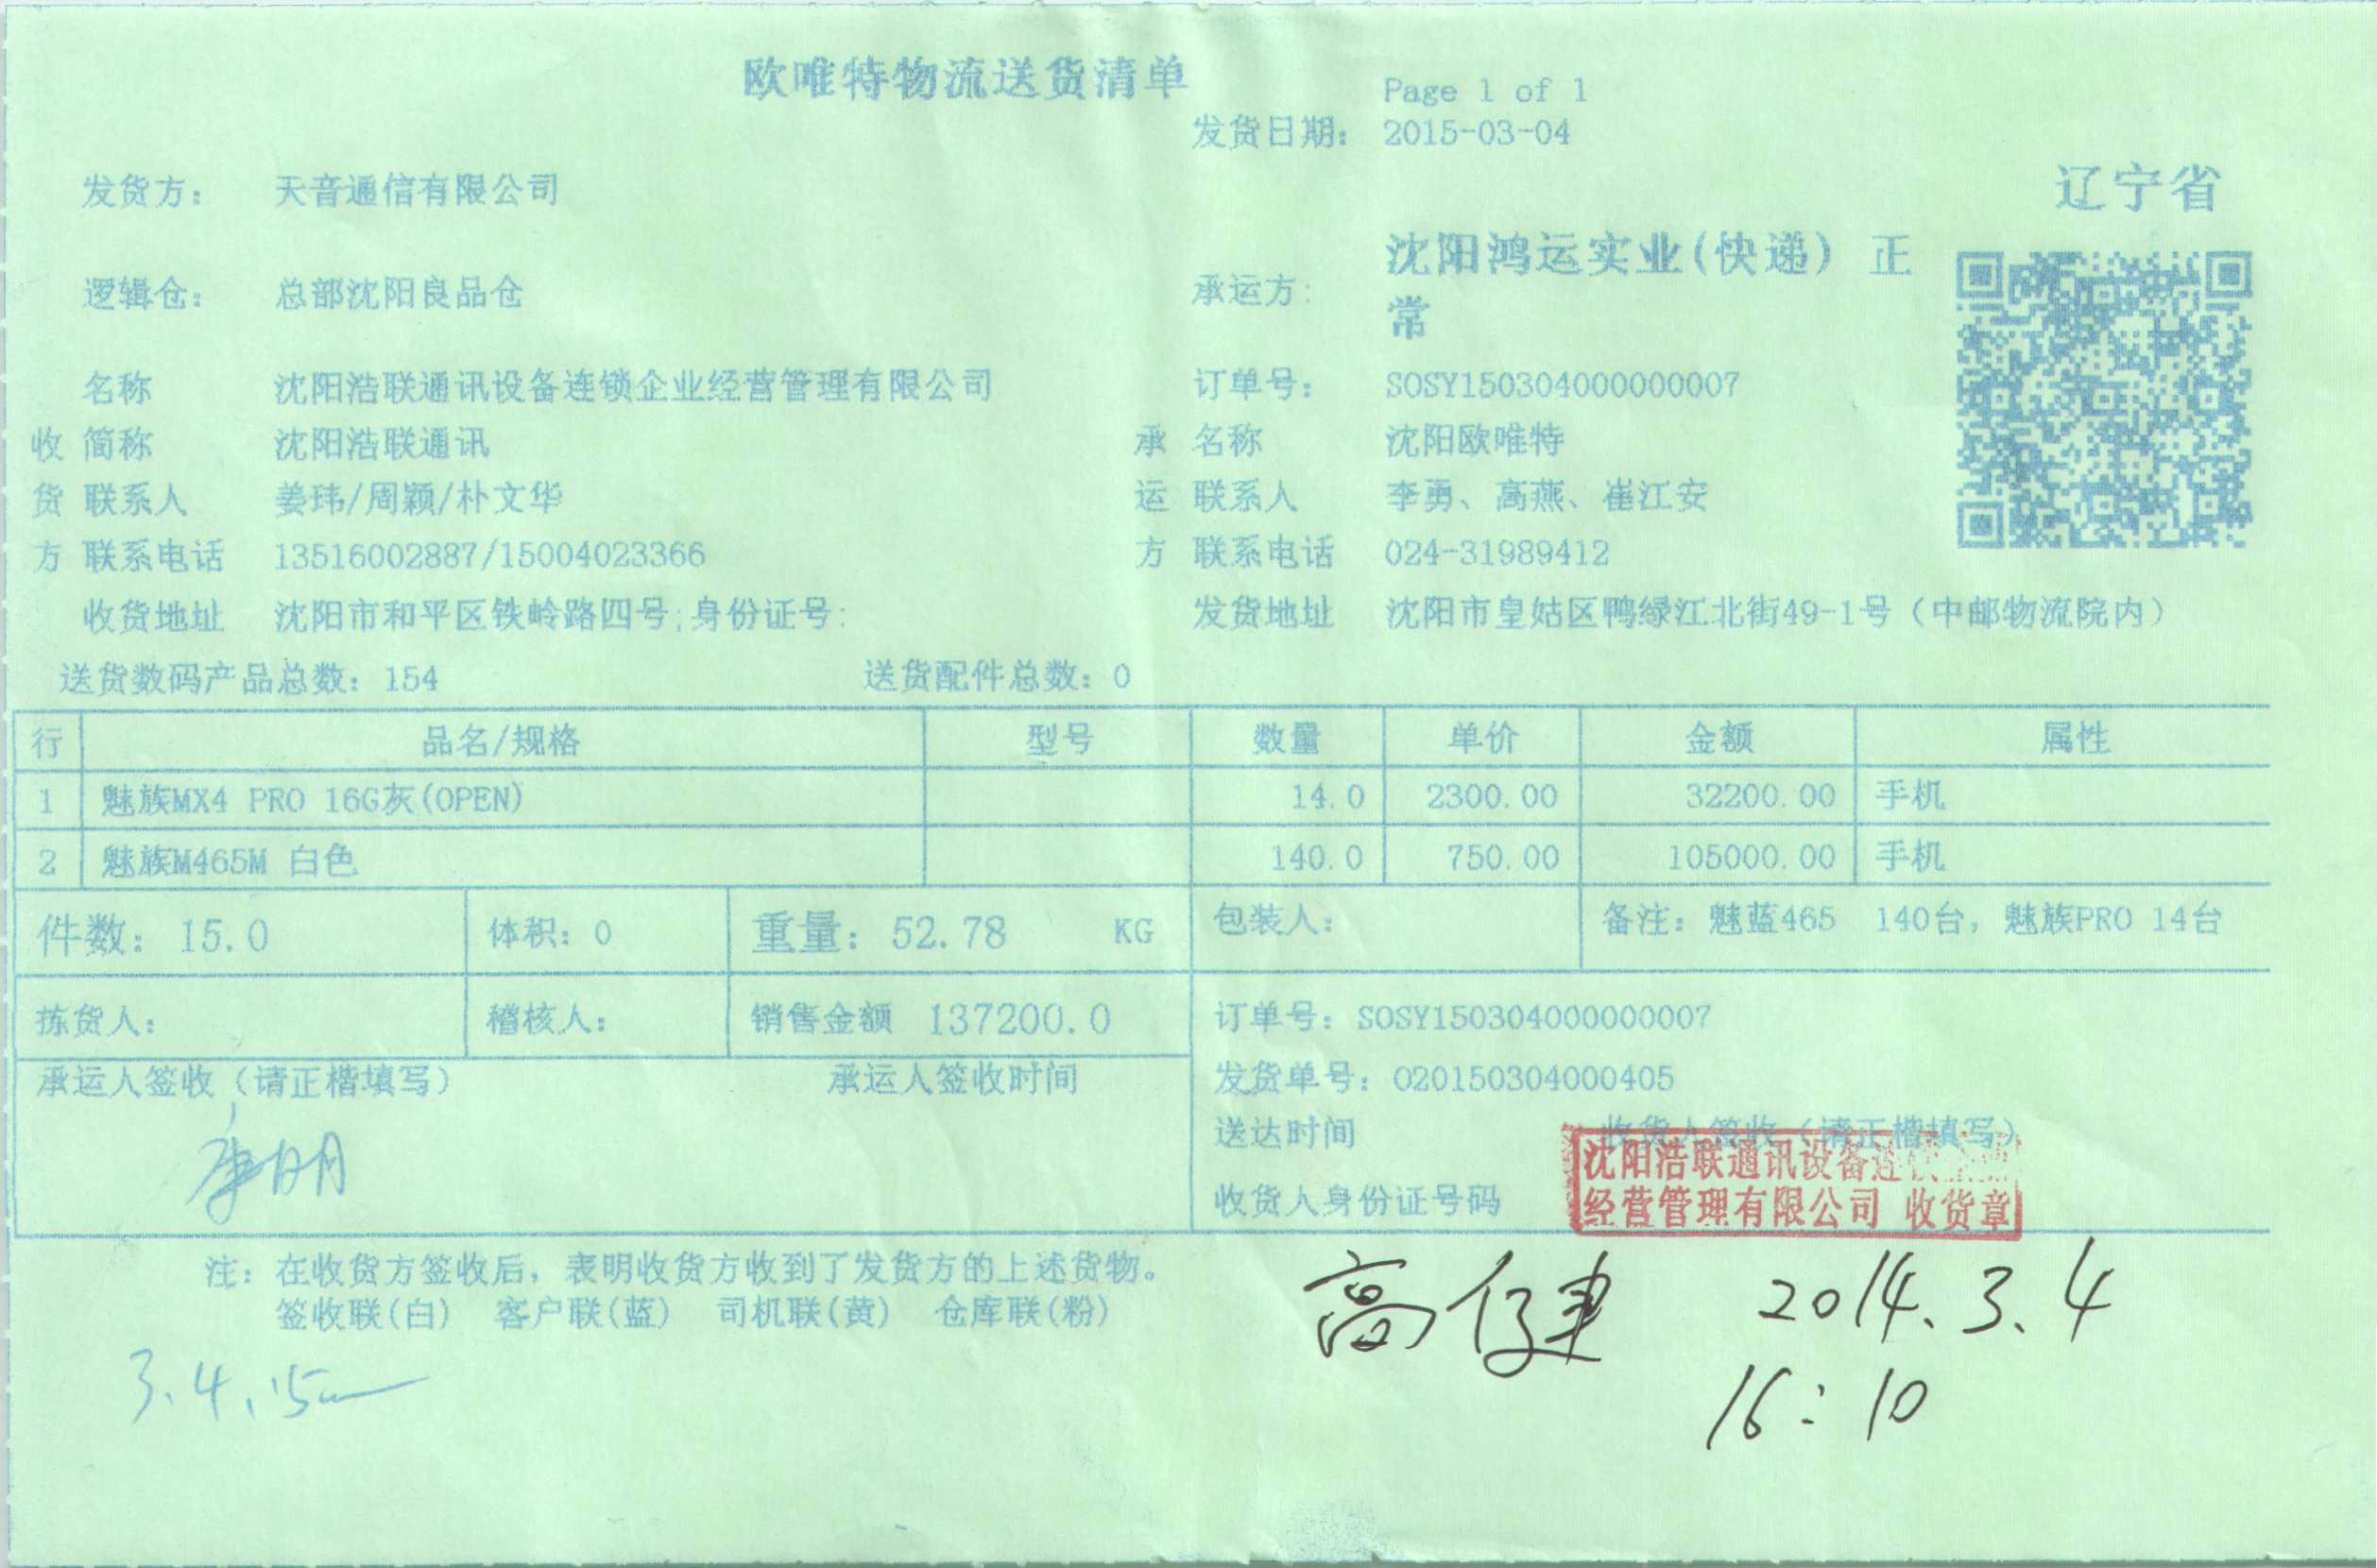 欧唯特物流送货清单
Page 1 of 1
发货日期: 2015-03-04
发货方: 天音通信有限公司
辽宁省
逻辑仓: 总部沈阳良品仓
承运方: 沈阳鸿运实业(快递) 正
常
名称 沈阳浩联通讯设备连锁企业经营管理有限公司
订单号: SOSY150304000000007
收 简称 沈阳浩联通讯
承 名称 沈阳欧唯特
货 联系人 姜玮/周颖/朴文华
运 联系人 李勇、高燕、崔江安
方 联系电话 13516002887/15004023366
方 联系电话 024-31989412
收货地址 沈阳市和平区铁岭路四号;身份证号:
发货地址 沈阳市皇姑区鸭绿江北街49-1号(中邮物流院内)
送货数码产品总数: 154 送货配件总数: 0
行 品名/规格 型号 数量 单价 金额 属性
1 魅族MX4 PRO 16G灰(OPEN) 14.0 2300.00 32200.00 手机
2 魅族M465M 白色 140.0 750.00 105000.00 手机
件数: 15.0 体积: 0 重量: 52.78 KG 包装人: 备注: 魅蓝465 140台, 魅族PRO 14台
拣货人: 稽核人: 销售金额 137200.0 订单号: SOSY150304000000007
承运人签收(请正楷填写) 承运人签收时间
发货单号: 020150304000405
送达时间 收货人签收(请正楷填写)
沈阳浩联通讯设备连
经营管理有限公司 收货章
收货人身份证号码
注: 在收货方签收后, 表明收货方收到了发货方的上述货物。
签收联(白) 客户联(蓝) 司机联(黄) 仓库联(粉)
高健 2014.3.4
16:10
3.4.15